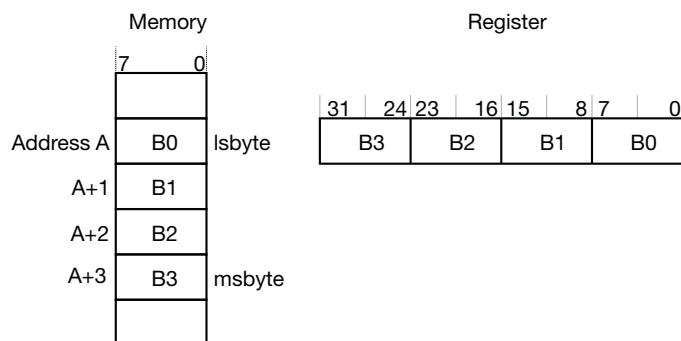 Memory Register
7 0
31 24 23 16 15 8 7 0
Address A B0 lsbyte B3 B2 B1 B0
A+1 B1
A+2 B2
A+3 B3 msbyte